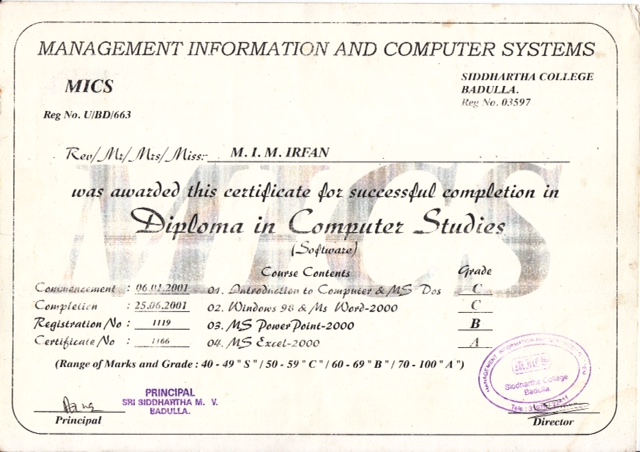 MANAGEMENT INFORMATION AND COMPUTER SYSTEMS
MICS
SIDDHARTHA COLLEGE
BADULLA.
Reg No. 03597
Reg No. U/BD/663
Rev/Mr/Mrs/Miss:- M. I. M. IRFAN
MICS
was awarded this certificate for successful completion in
Diploma in Computer Studies
(Software)
Course Contents Grade
Commencement : 06.01.2001 01. Introduction to Computer & MS-Dos C
Completion : 25.06.2001 02. Windows 98 & Ms Word-2000 C
Registration No : 1119 03. MS PowerPoint-2000 B
Certificate No : 1166 04. MS Excel-2000 A
(Range of Marks and Grade : 40 - 49 " S " / 50 - 59 " C " / 60 - 69 " B " / 70 - 100 " A " )
PRINCIPAL
SRI SIDDHARTHA M. V.
BADULLA.
Principal
MANAGEMENT INFORMATION AND COMPUTER
Siddhartha College
Badulla.
Director